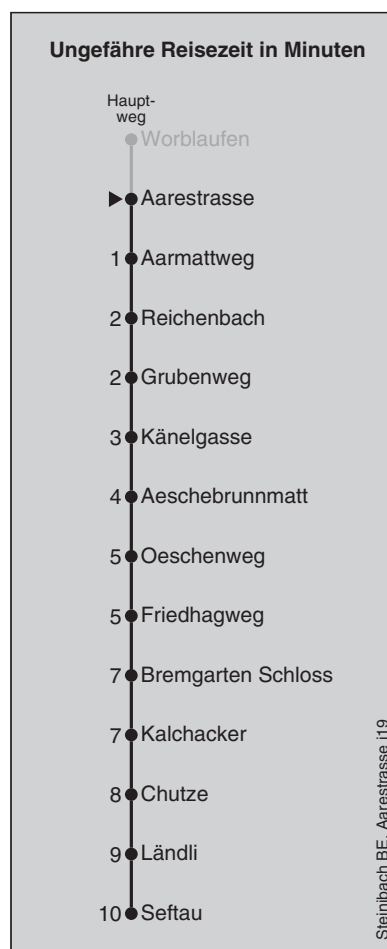 Ungefähre Reisezeit in Minuten
Haupt-
weg
Worblaufen
Aarestrasse
1 Aarmattweg
2 Reichenbach
2 Grubenweg
3 Känelgasse
4 Aeschebrunnmatt
5 Oeschenweg
5 Friedhagweg
7 Bremgarten Schloss
7 Kalchacker
8 Chutze
9 Ländli
10 Seftau
Steinibach BE, Aarestrasse j19